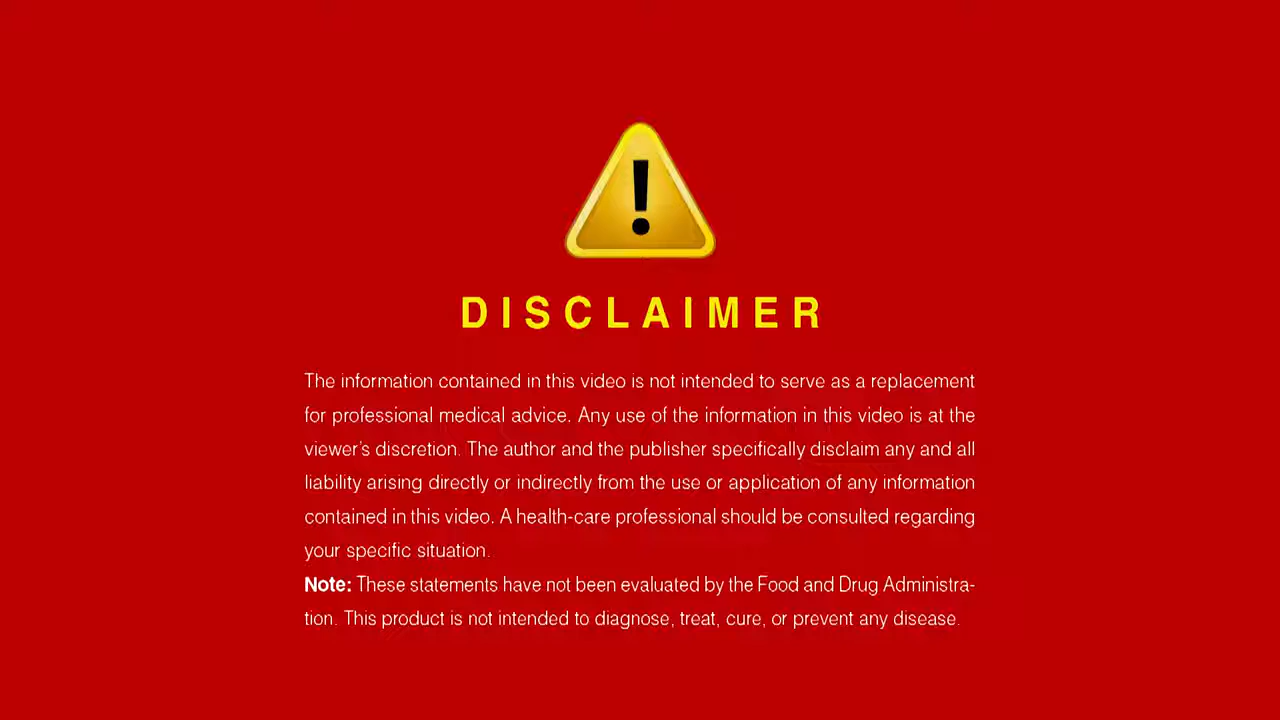 !
DISCLAIMER
The information contained in this video is not intended to serve as a replacement
for professional medical advice. Any use of the information in this video is at the
viewer’s discretion. The author and the publisher specifically disclaim any and all
liability arising directly or indirectly from the use or application of any information
contained in this video. A health-care professional should be consulted regarding
your specific situation.
Note: These statements have not been evaluated by the Food and Drug Administra-
tion. This product is not intended to diagnose, treat, cure, or prevent any disease.